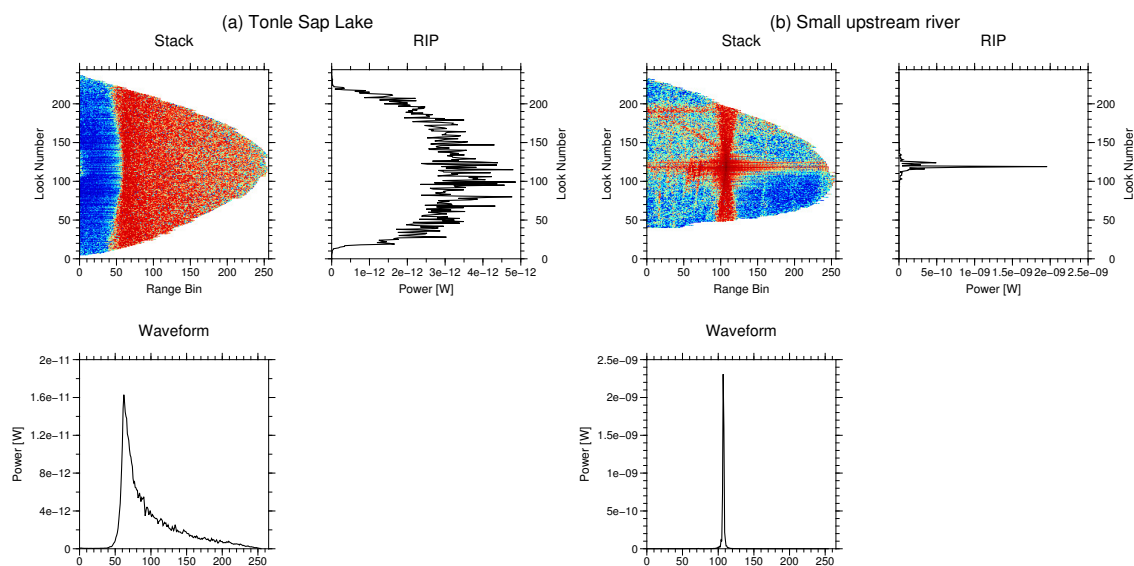 (a) Tonle Sap Lake
Stack
RIP
Look Number
0
50
100
150
200
0 50 100 150 200 250
Range Bin
0
50
100
150
200
Look Number
0 1e−12 2e−12 3e−12 4e−12 5e−12
Power [W]
Waveform
Power [W]
0
4e−12
8e−12
1.2e−11
1.6e−11
2e−11
0 50 100 150 200 250
(b) Small upstream river
Stack
RIP
Look Number
0
50
100
150
200
0 50 100 150 200 250
Range Bin
0
50
100
150
200
Look Number
0 5e−10 1e−09 1.5e−09 2e−09 2.5e−09
Power [W]
Waveform
Power [W]
0
5e−10
1e−09
1.5e−09
2e−09
2.5e−09
0 50 100 150 200 250